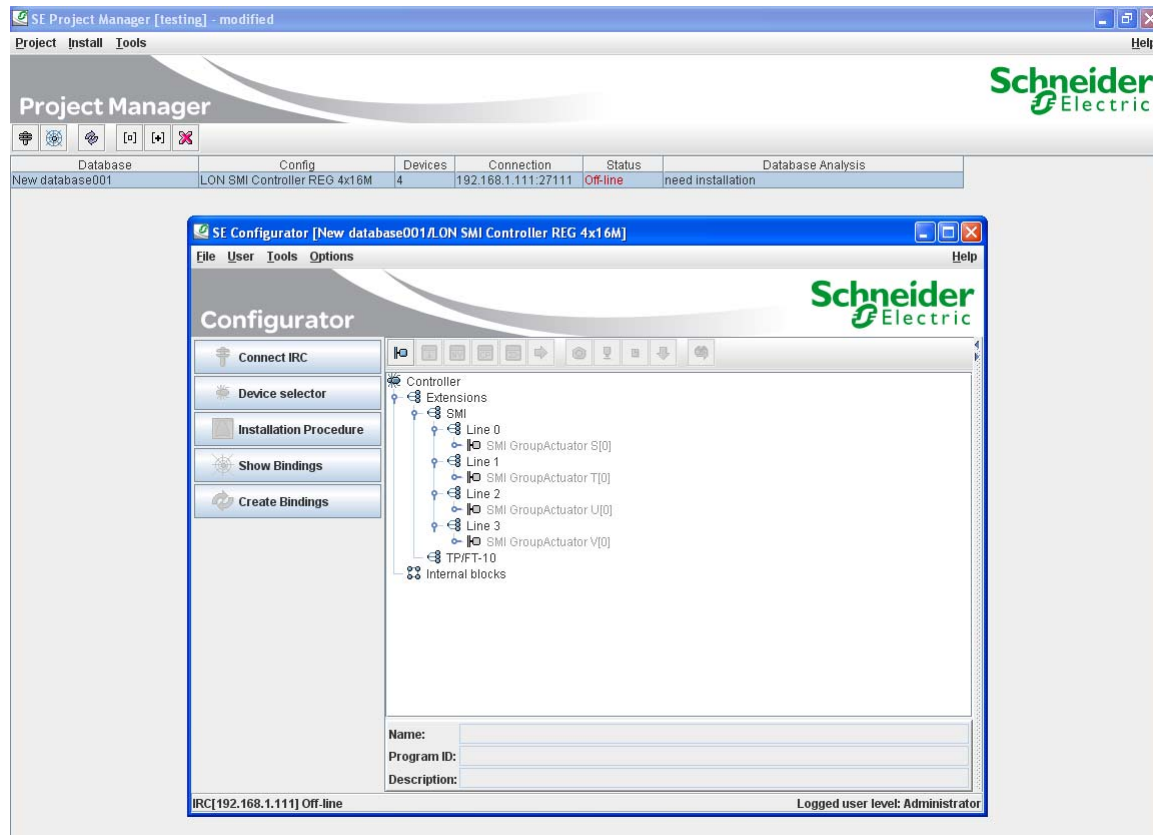 SE Project Manager [testing] - modified
Project Install Tools Help
Schneider
Electric
Project Manager
Database Config Devices Connection Status Database Analysis
New database001 LON SMI Controller REG 4x16M 4 192.168.1.111:27111 Off-line need installation
SE Configurator [New database001/LON SMI Controller REG 4x16M]
File User Tools Options Help
Schneider
Electric
Configurator
Connect IRC
Device selector
Installation Procedure
Show Bindings
Create Bindings
Controller
Extensions
SMI
Line 0
SMI GroupActuator S[0]
Line 1
SMI GroupActuator T[0]
Line 2
SMI GroupActuator U[0]
Line 3
SMI GroupActuator V[0]
TP/FT-10
Internal blocks
Name:
Program ID:
Description:
IRC[192.168.1.111] Off-line Logged user level: Administrator